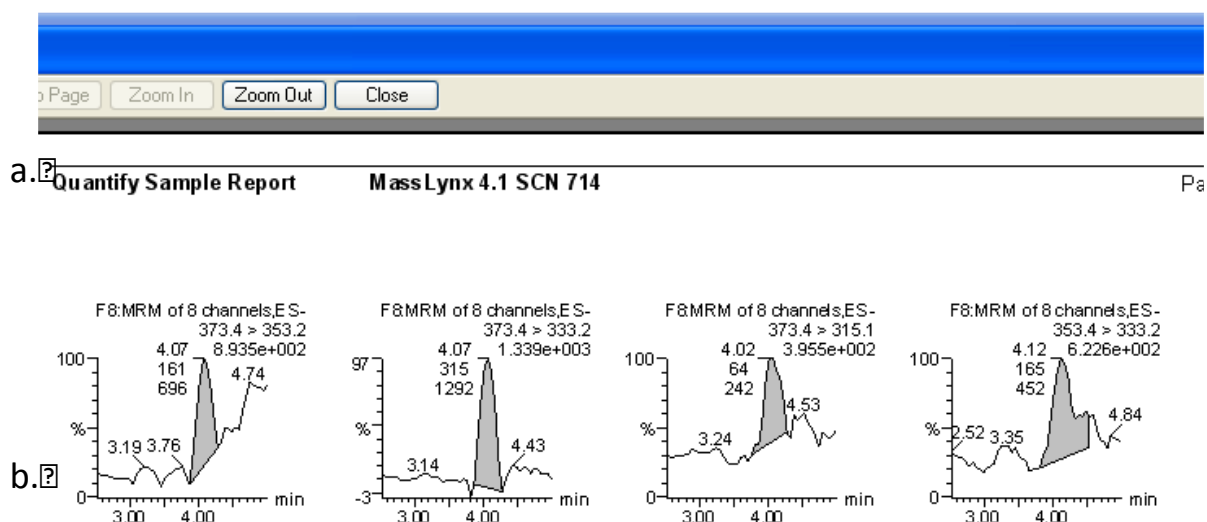 o Page Zoom In Zoom Out Close
a.
Quantify Sample Report MassLynx 4.1 SCN 714 Pa
F8:MRM of 8 channels,ES-
373.4 > 353.2
8.935e+002
4.07
161
696
4.74
3.19
3.76
100
%
0
3.00
4.00
min
F8:MRM of 8 channels,ES-
373.4 > 333.2
1.339e+003
4.07
315
1292
4.43
3.14
97
%
-3
3.00
4.00
min
F8:MRM of 8 channels,ES-
373.4 > 315.1
3.955e+002
4.02
64
242
4.53
3.24
100
%
0
3.00
4.00
min
F8:MRM of 8 channels,ES-
353.4 > 333.2
6.226e+002
4.12
165
452
4.84
2.52
3.35
100
%
0
3.00
4.00
min
b.